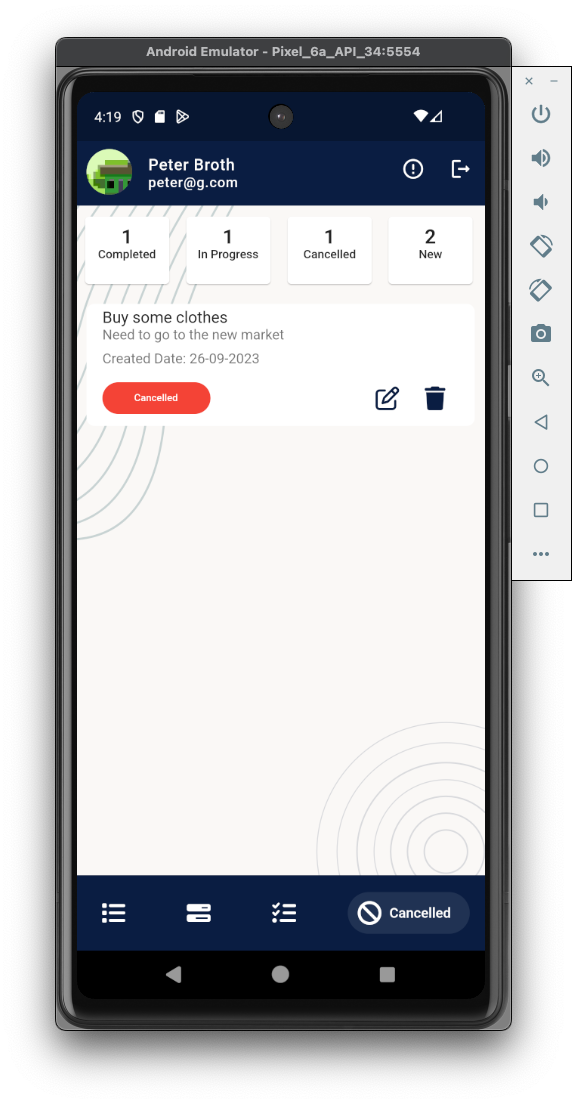 Android Emulator - Pixel_6a_API_34:5554
4:19
Peter Broth
peter@g.com
1 1 1 2
Completed In Progress Cancelled New
Buy some clothes
Need to go to the new market
Created Date: 26-09-2023
Cancelled
Cancelled